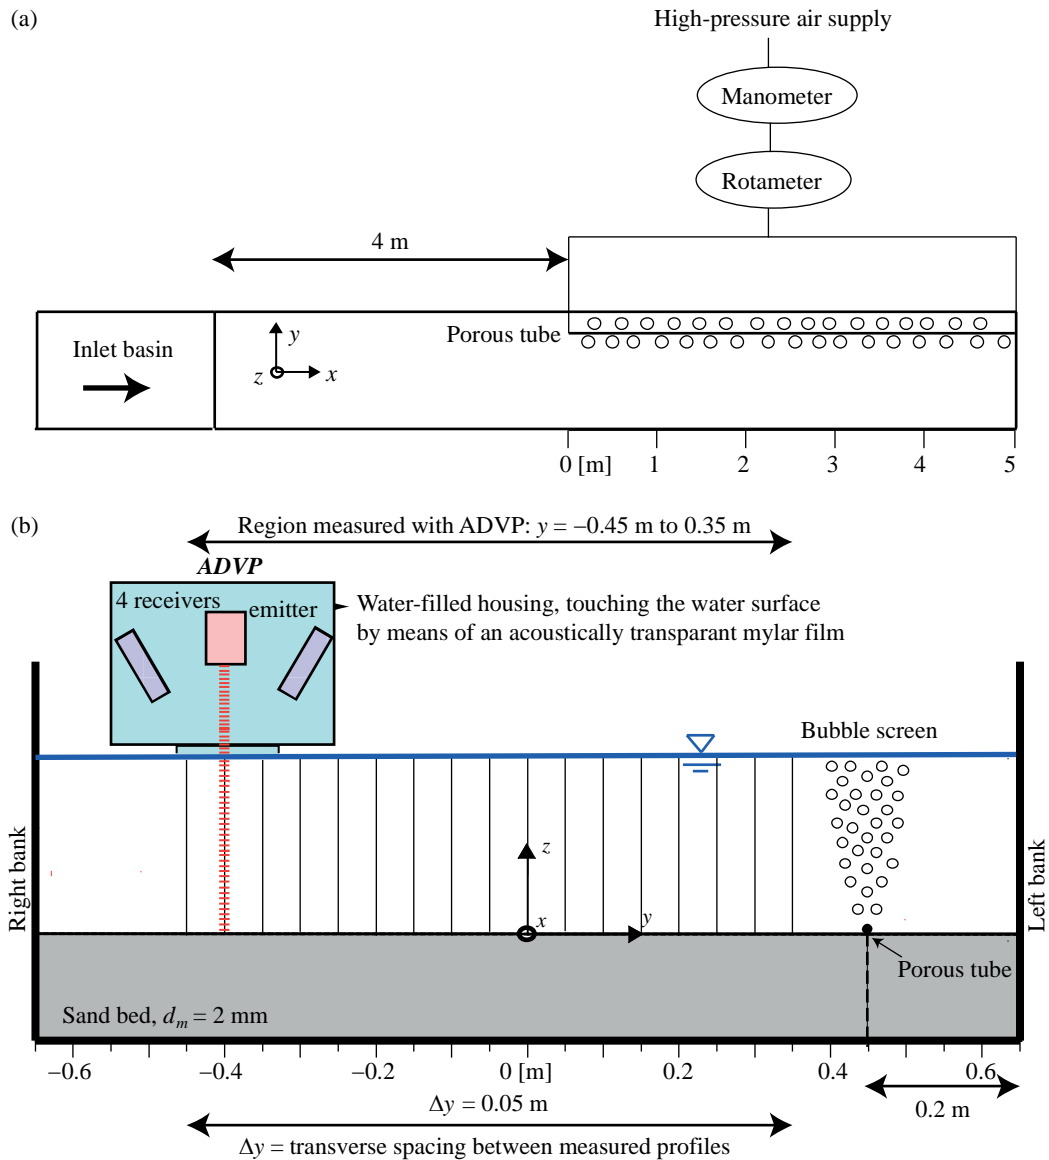 (a)
High-pressure air supply
Manometer
Rotameter
4 m
Porous tube
Inlet basin
y
z
x
0 [m]
1
2
3
4
5
(b)
Region measured with ADVP: y = –0.45 m to 0.35 m
ADVP
4 receivers
emitter
Water-filled housing, touching the water surface
by means of an acoustically transparant mylar film
Bubble screen
Right bank
Left bank
z
x
y
Porous tube
Sand bed, dm = 2 mm
–0.6
–0.4
–0.2
0 [m]
0.2
0.4
0.6
Δy = 0.05 m
0.2 m
Δy = transverse spacing between measured profiles